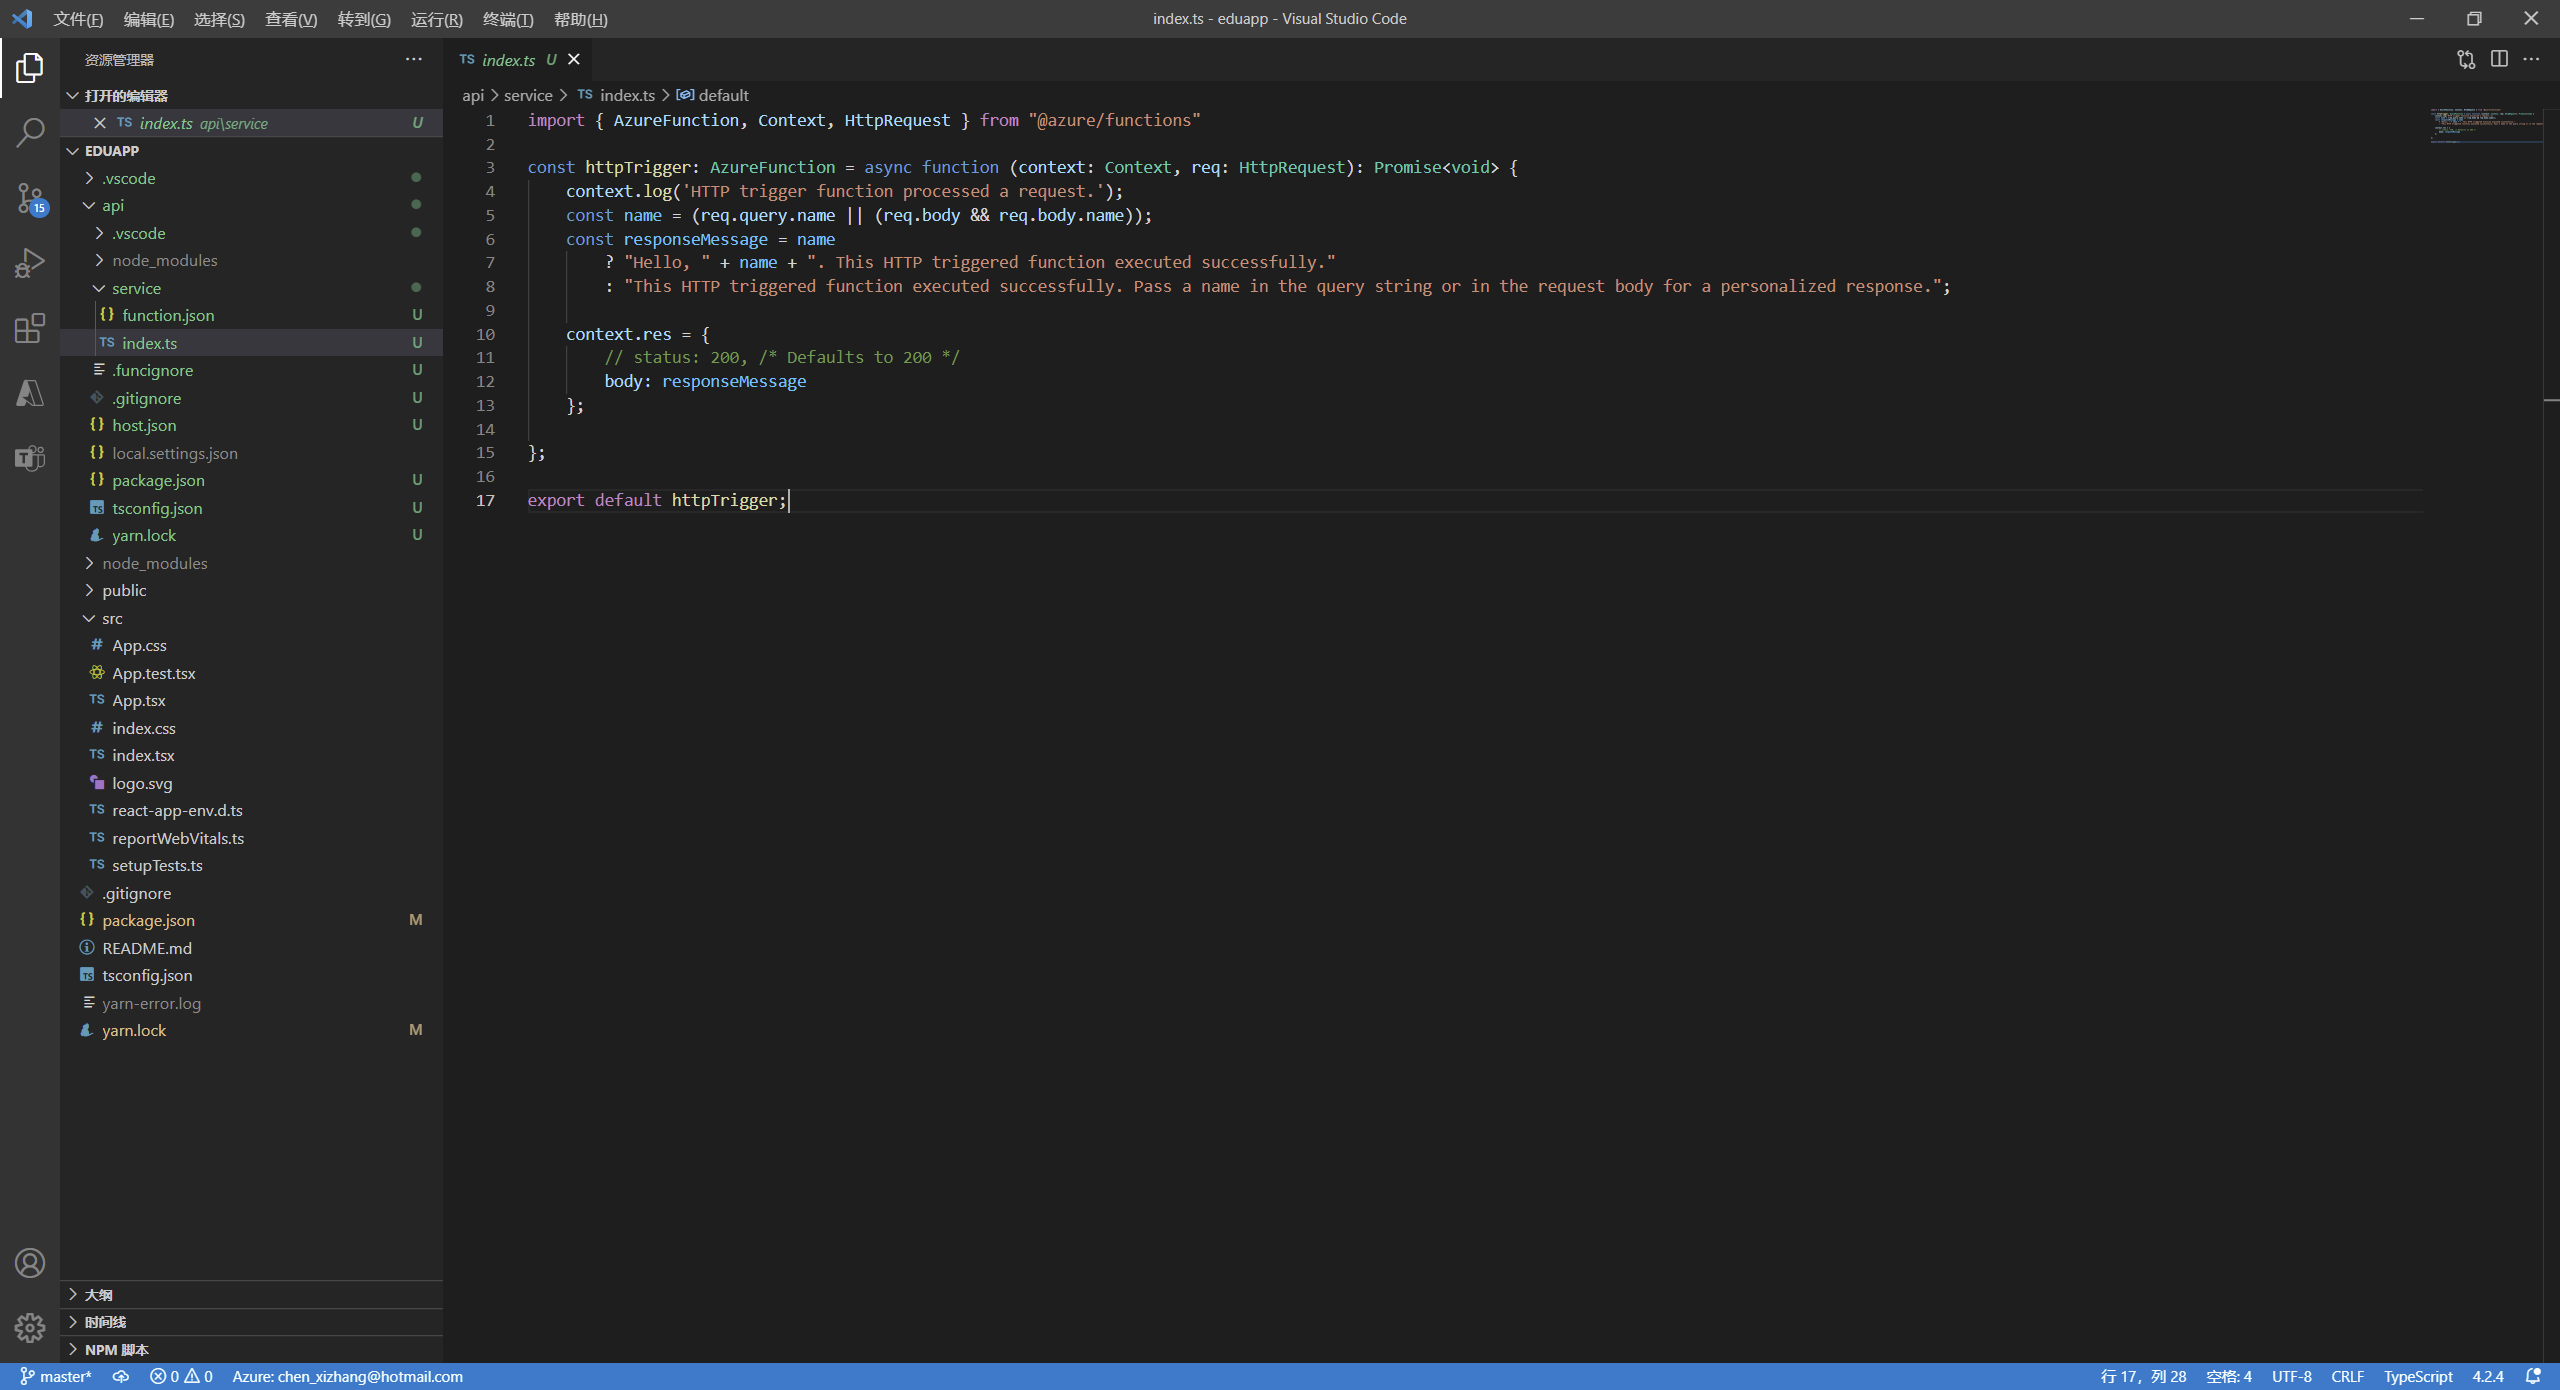 文件(F) 编辑(E) 选择(S) 查看(V) 转到(G) 运行(R) 终端(T) 帮助(H)
index.ts - eduapp - Visual Studio Code
资源管理器
打开的编辑器
TS index.ts api\service U
EDUAPP
.vscode
api
.vscode
node_modules
service
{} function.json U
TS index.ts U
.funcignore U
.gitignore U
{} host.json U
{} local.settings.json
{} package.json U
TS tsconfig.json U
yarn.lock U
node_modules
public
src
# App.css
App.test.tsx
TS App.tsx
# index.css
TS index.tsx
logo.svg
TS react-app-env.d.ts
TS reportWebVitals.ts
TS setupTests.ts
.gitignore
{} package.json M
README.md
TS tsconfig.json
yarn-error.log
yarn.lock M
大纲
时间线
NPM 脚本
15
TS index.ts U
api > service > TS index.ts > default
1 import { AzureFunction, Context, HttpRequest } from "@azure/functions"
2
3 const httpTrigger: AzureFunction = async function (context: Context, req: HttpRequest): Promise<void> {
4 context.log('HTTP trigger function processed a request.');
5 const name = (req.query.name || (req.body && req.body.name));
6 const responseMessage = name
7 ? "Hello, " + name + ". This HTTP triggered function executed successfully."
8 : "This HTTP triggered function executed successfully. Pass a name in the query string or in the request body for a personalized response.";
9
10 context.res = {
11 // status: 200, /* Defaults to 200 */
12 body: responseMessage
13 };
14
15 };
16
17 export default httpTrigger;
master* 0 0 Azure: chen_xizhang@hotmail.com
行 17，列 28 空格: 4 UTF-8 CRLF TypeScript 4.2.4